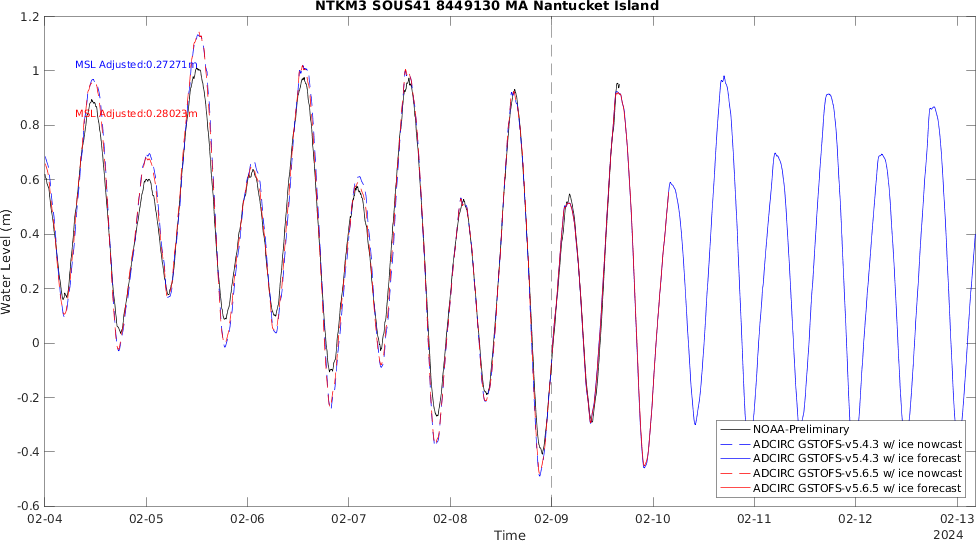 NTKM3 SOUS41 8449130 MA Nantucket Island
1.2
1
0.8
0.6
0.4
0.2
0
-0.2
-0.4
-0.6
Water Level (m)
MSL Adjusted:0.27271m
MSL Adjusted:0.28023m
NOAA-Preliminary
ADCIRC GSTOFS-v5.4.3 w/ ice nowcast
ADCIRC GSTOFS-v5.4.3 w/ ice forecast
ADCIRC GSTOFS-v5.6.5 w/ ice nowcast
ADCIRC GSTOFS-v5.6.5 w/ ice forecast
02-04 02-05 02-06 02-07 02-08 02-09 02-10 02-11 02-12 02-13
Time
2024